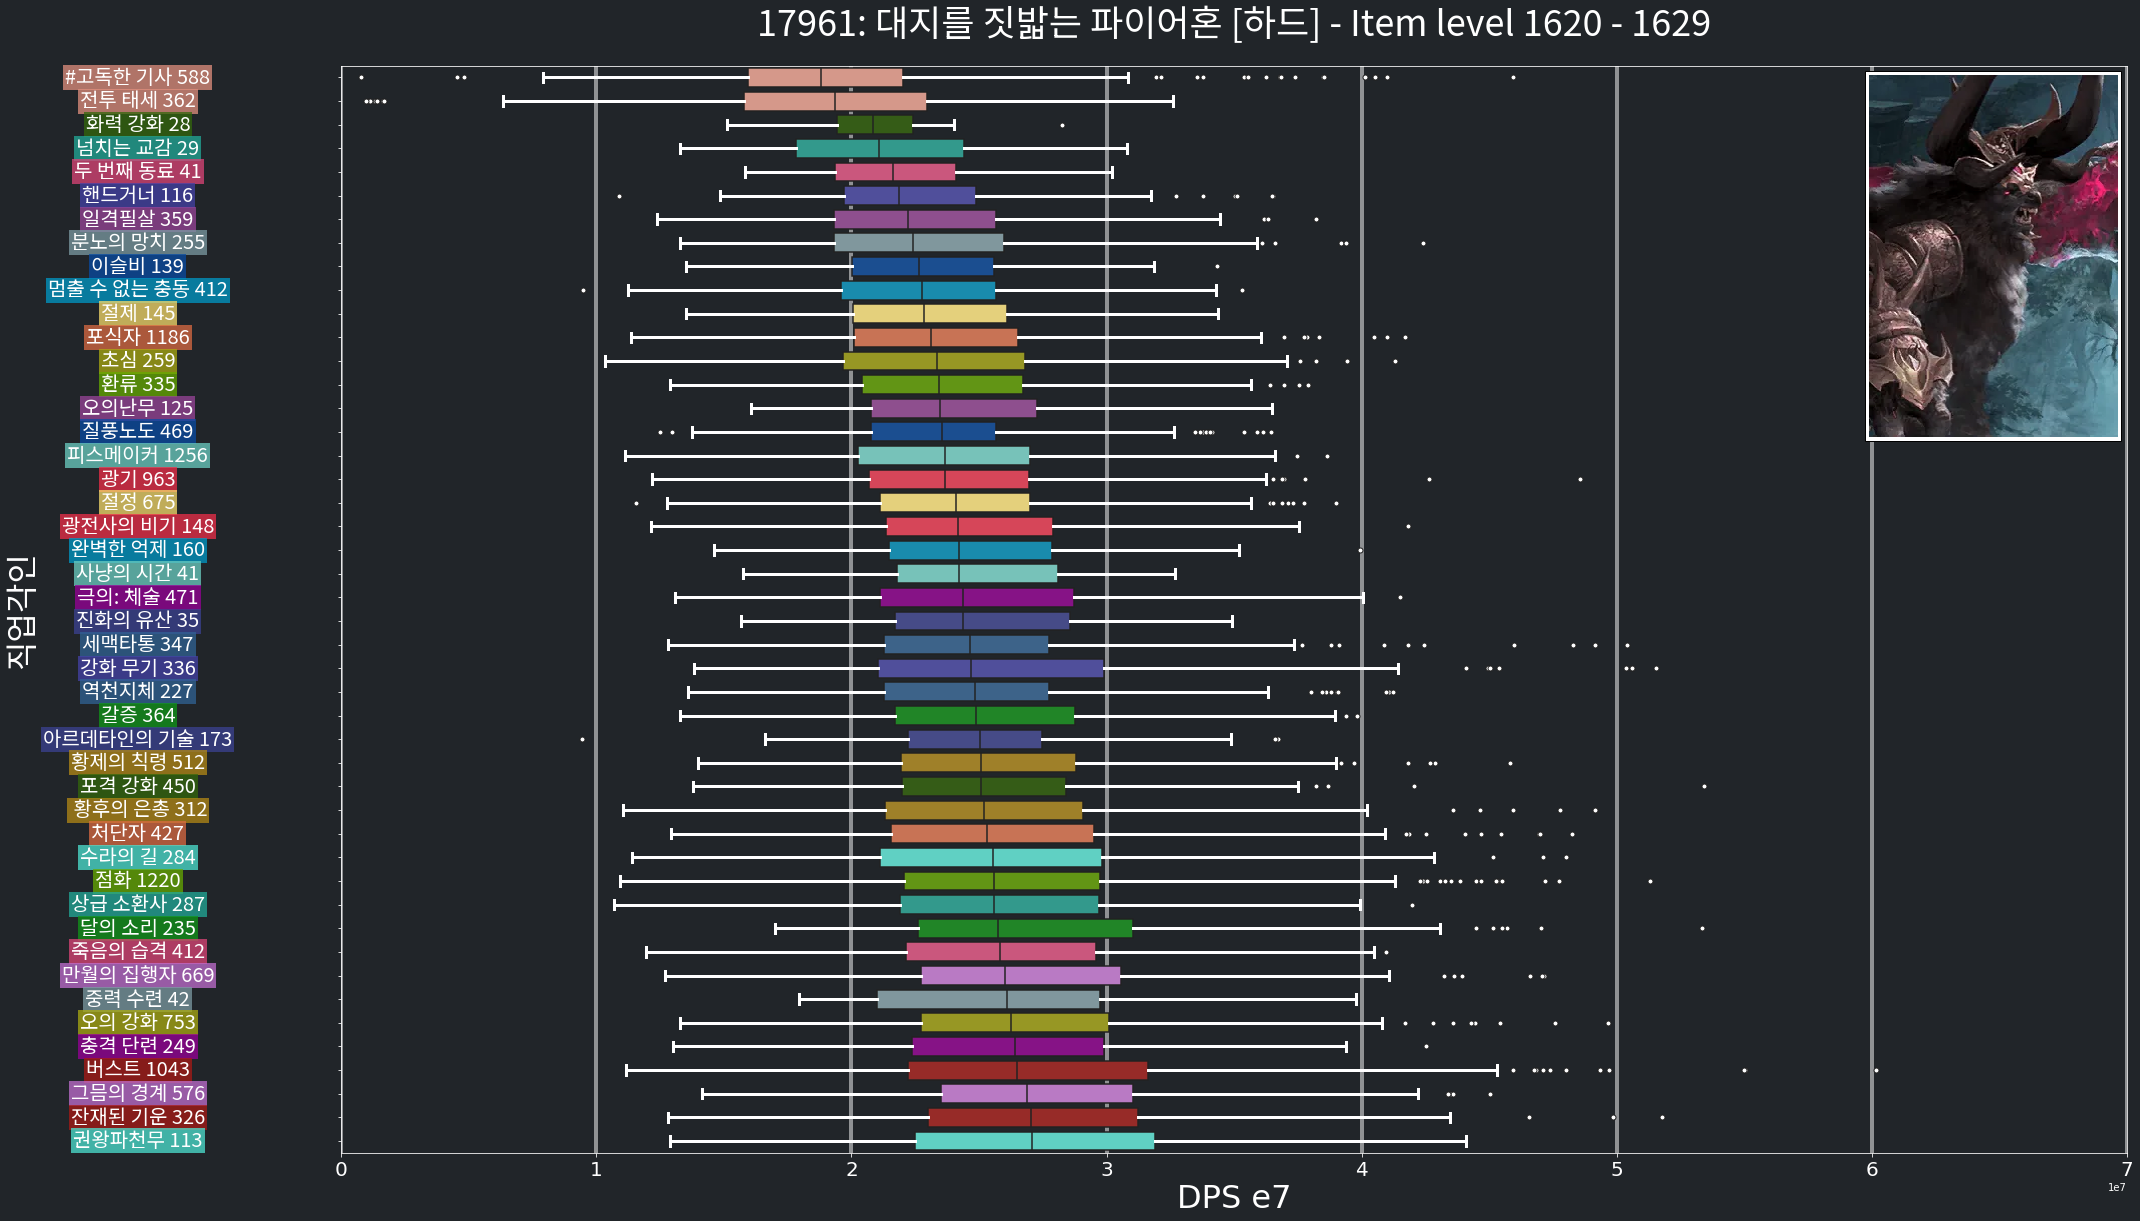 17961: 대지를 짓밟는 파이어혼 [하드] - Item level 1620 - 1629
#고독한 기사 588
전투 태세 362
화력 강화 28
넘치는 교감 29
두 번째 동료 41
핸드거너 116
일격필살 359
분노의 망치 255
이슬비 139
멈출 수 없는 충동 412
절제 145
포식자 1186
초심 259
환류 335
오의난무 125
질풍노도 469
피스메이커 1256
광기 963
절정 675
광전사의 비기 148
완벽한 억제 160
사냥의 시간 41
극의: 체술 471
진화의 유산 35
세맥타통 347
강화 무기 336
역천지체 227
갈증 364
아르데타인의 기술 173
황제의 칙령 512
포격 강화 450
황후의 은총 312
처단자 427
수라의 길 284
점화 1220
상급 소환사 287
달의 소리 235
죽음의 습격 412
만월의 집행자 669
중력 수련 42
오의 강화 753
충격 단련 249
버스트 1043
그믐의 경계 576
잔재된 기운 326
권왕파천무 113
직업각인
0 1 2 3 4 5 6 7
1e7
DPS e7